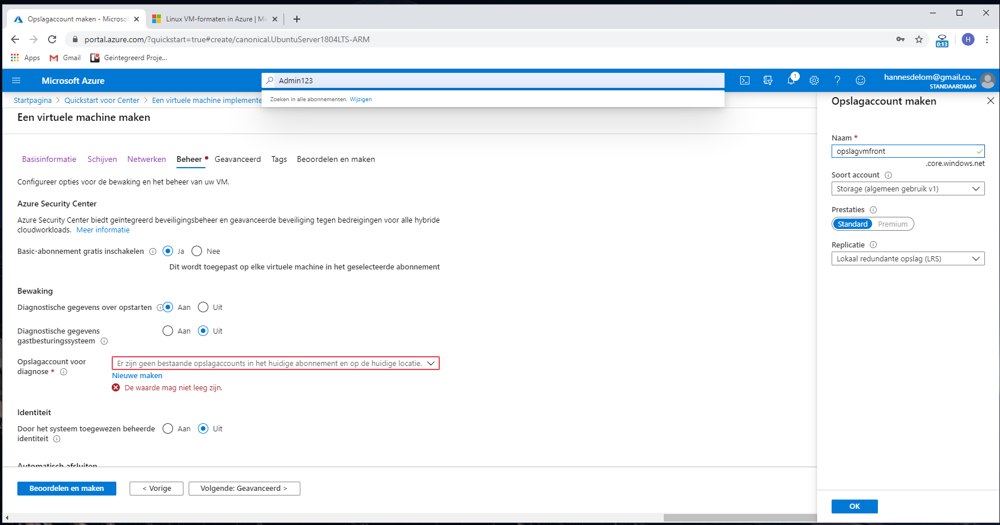 Opslagaccount maken - Microso
Linux VM-formaten in Azure | Mi
portal.azure.com/?quickstart=true#create/canonical.UbuntuServer1804LTS-ARM
0:13
H
Apps
Gmail
Geintegreerd Proje...
Microsoft Azure
Admin123
1
hannesdelom@gmail.co...
STANDAARDMAP
Zoeken in alle abonnementen. Wijzigen
Startpagina > Quickstart voor Center > Een virtuele machine implemente
Een virtuele machine maken
Basisinformatie Schijven Netwerken Beheer Geavanceerd Tags Beoordelen en maken
Configureer opties voor de bewaking en het beheer van uw VM.
Azure Security Center
Azure Security Center biedt geïntegreerd beveiligingsbeheer en geavanceerde beveiliging tegen bedreigingen voor alle hybride
cloudworkloads. Meer informatie
Basic-abonnement gratis inschakelen Ja Nee
Dit wordt toegepast op elke virtuele machine in het geselecteerde abonnement
Bewaking
Diagnostische gegevens over opstarten Aan Uit
Diagnostische gegevens
gastbesturingssysteem Aan Uit
Opslagaccount voor
diagnose *
Er zijn geen bestaande opslagaccounts in het huidige abonnement en op de huidige locatie.
Nieuwe maken
De waarde mag niet leeg zijn.
Identiteit
Door het systeem toegewezen beheerde
identiteit Aan Uit
Automatisch afsluiten
Beoordelen en maken
< Vorige
Volgende: Geavanceerd >
Opslagaccount maken
Naam *
opslagvmfront
.core.windows.net
Soort account
Storage (algemeen gebruik v1)
Prestaties
Standard Premium
Replicatie
Lokaal redundante opslag (LRS)
OK